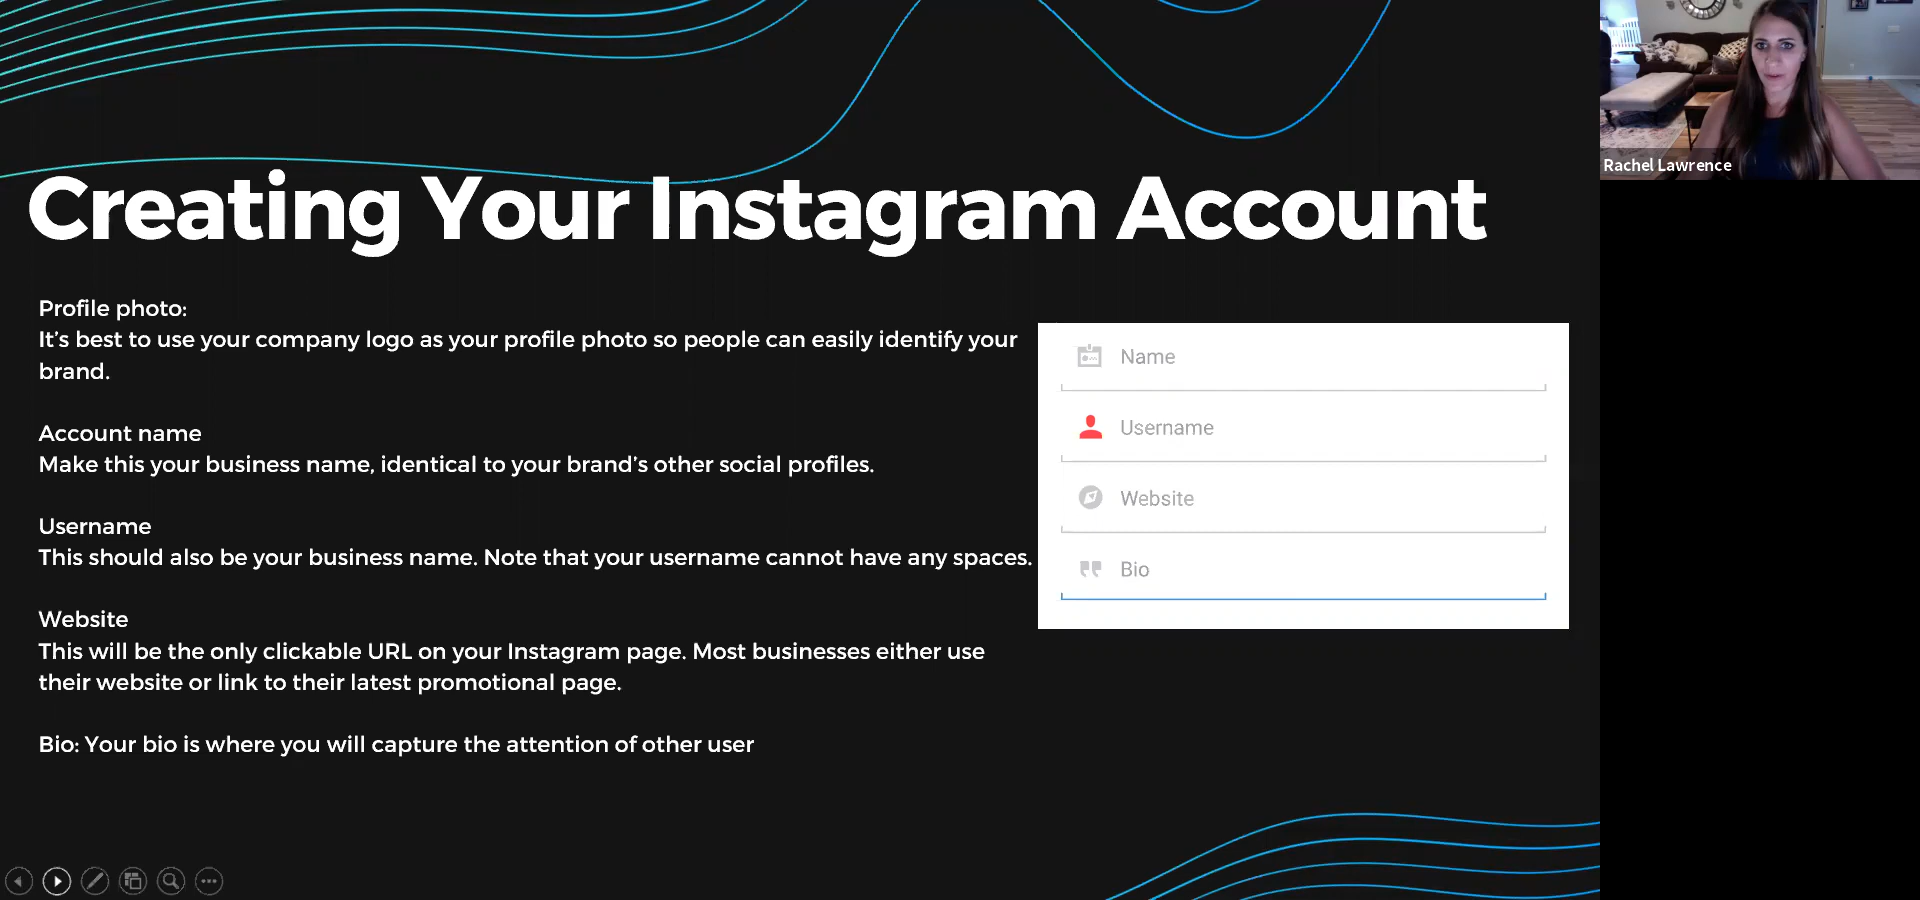 Creating Your Instagram Account
Profile photo:
It’s best to use your company logo as your profile photo so people can easily identify your
brand.
Account name
Make this your business name, identical to your brand’s other social profiles.
Username
This should also be your business name. Note that your username cannot have any spaces.
Website
This will be the only clickable URL on your Instagram page. Most businesses either use
their website or link to their latest promotional page.
Bio: Your bio is where you will capture the attention of other user
Name
Username
Website
Bio
Rachel Lawrence